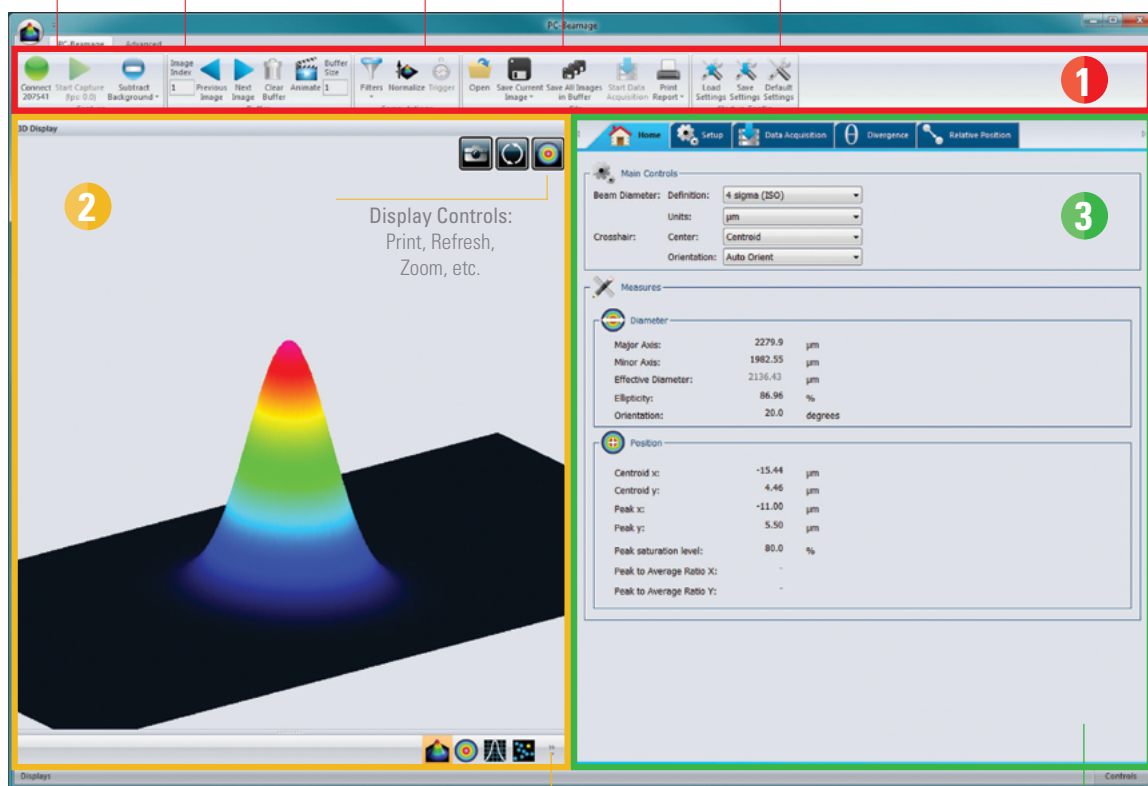 PC-Beamage
PC-Beamage Advanced
Connect 207541
Start Capture (fps: 0.0)
Subtract Background
Image Index
1
Previous Image
Next Image
Clear Buffer
Animate
Buffer Size
1
Filters
Normalize
Trigger
Open
Save Current Image
Save All Images in Buffer
Start Data Acquisition
Print Report
Load Settings
Save Settings
Default Settings
1
3D Display
2
Display Controls:
Print, Refresh,
Zoom, etc.
Home Setup Data Acquisition Divergence Relative Position
3
Main Controls
Beam Diameter: Definition: 4 sigma (ISO)
Units: µm
Crosshair: Center: Centroid
Orientation: Auto Orient
Measures
Diameter
Major Axis: 2279.9 µm
Minor Axis: 1982.55 µm
Effective Diameter: 2136.43 µm
Ellipticity: 86.96 %
Orientation: 20.0 degrees
Position
Centroid x: -15.44 µm
Centroid y: 4.46 µm
Peak x: -11.00 µm
Peak y: 5.50 µm
Peak saturation level: 80.0 %
Peak to Average Ratio X: -
Peak to Average Ratio Y: -
Displays
Controls